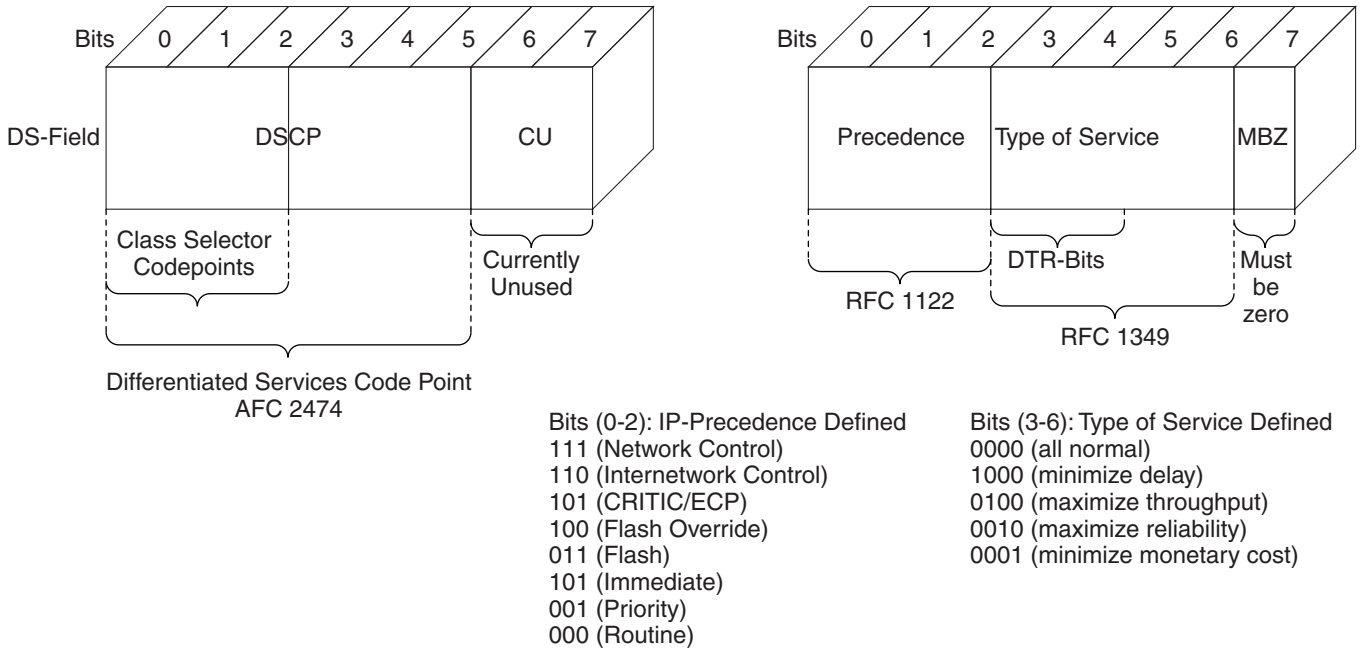 Bits 0 1 2 3 4 5 6 7
DS-Field
DSCP
CU
Class Selector
Codepoints
Currently
Unused
Differentiated Services Code Point
AFC 2474
Bits 0 1 2 3 4 5 6 7
Precedence
Type of Service
MBZ
DTR-Bits
Must
be
zero
RFC 1122
RFC 1349
Bits (0-2): IP-Precedence Defined
111 (Network Control)
110 (Internetwork Control)
101 (CRITIC/ECP)
100 (Flash Override)
011 (Flash)
101 (Immediate)
001 (Priority)
000 (Routine)
Bits (3-6): Type of Service Defined
0000 (all normal)
1000 (minimize delay)
0100 (maximize throughput)
0010 (maximize reliability)
0001 (minimize monetary cost)